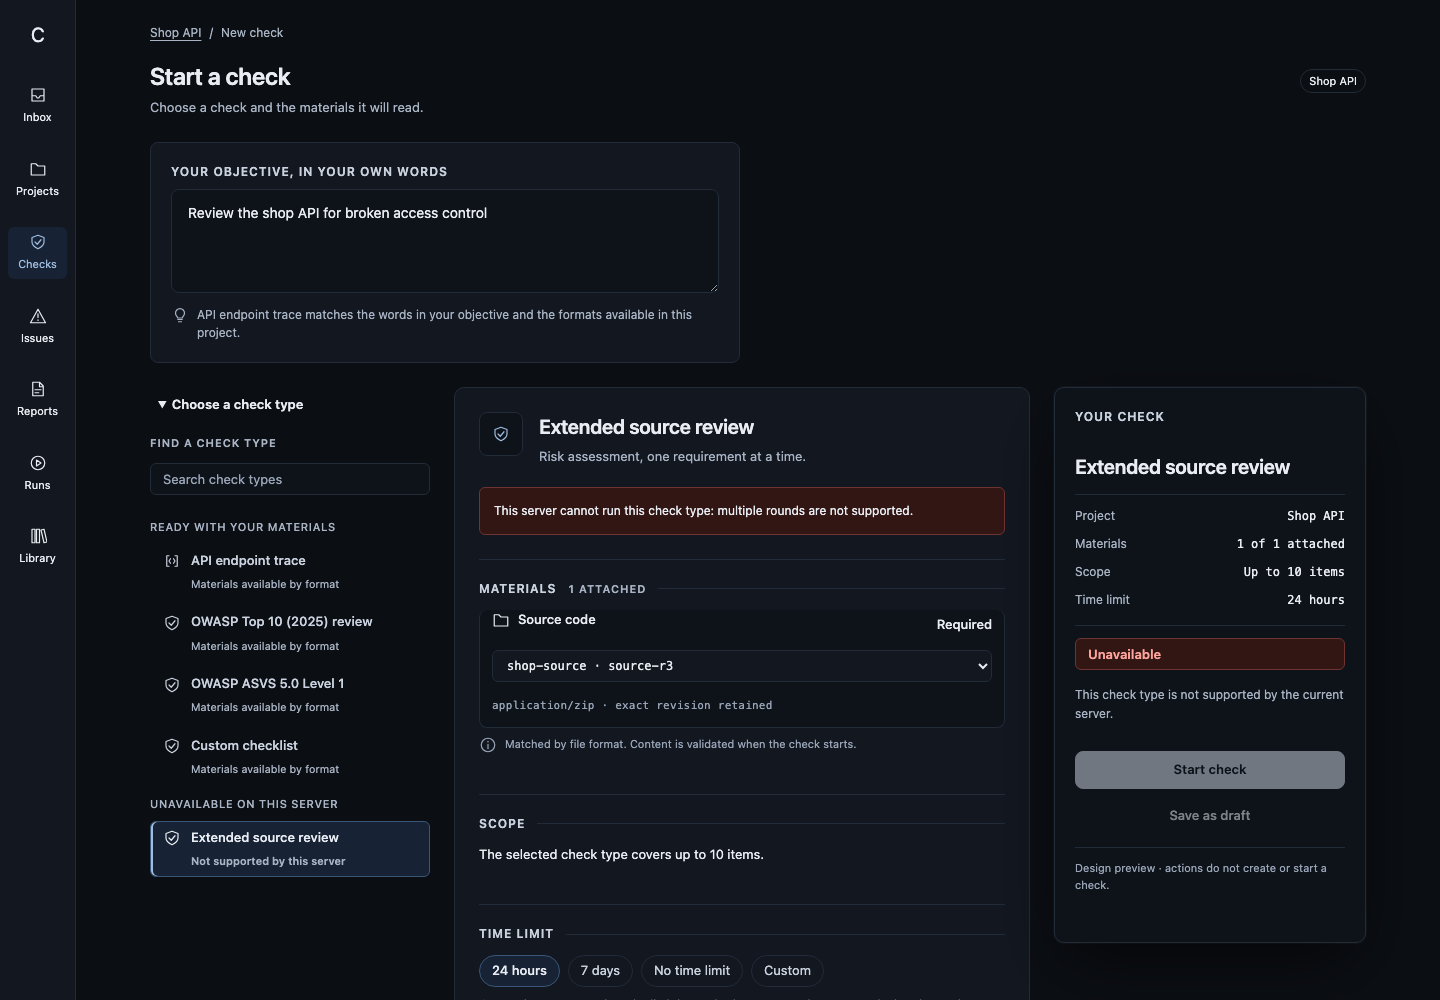 C
Inbox
Projects
Checks
Issues
Reports
Runs
Library
Shop API / New check
Start a check
Choose a check and the materials it will read.
Shop API
YOUR OBJECTIVE, IN YOUR OWN WORDS
Review the shop API for broken access control
API endpoint trace matches the words in your objective and the formats available in this
project.
Choose a check type
FIND A CHECK TYPE
Search check types
READY WITH YOUR MATERIALS
API endpoint trace
Materials available by format
OWASP Top 10 (2025) review
Materials available by format
OWASP ASVS 5.0 Level 1
Materials available by format
Custom checklist
Materials available by format
UNAVAILABLE ON THIS SERVER
Extended source review
Not supported by this server
Extended source review
Risk assessment, one requirement at a time.
This server cannot run this check type: multiple rounds are not supported.
MATERIALS 1 ATTACHED
Source code
Required
shop-source · source-r3
application/zip · exact revision retained
Matched by file format. Content is validated when the check starts.
SCOPE
The selected check type covers up to 10 items.
TIME LIMIT
24 hours
7 days
No time limit
Custom
YOUR CHECK
Extended source review
Project Shop API
Materials 1 of 1 attached
Scope Up to 10 items
Time limit 24 hours
Unavailable
This check type is not supported by the current
server.
Start check
Save as draft
Design preview · actions do not create or start a
check.